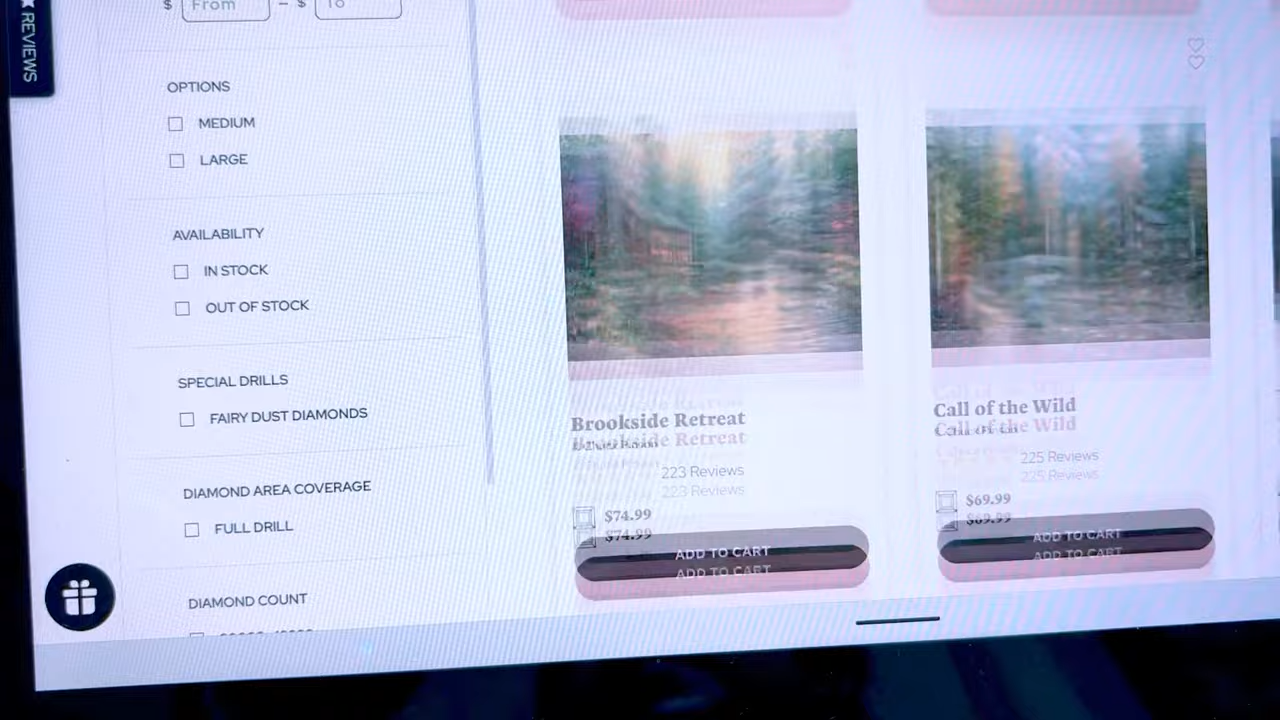 REVIEWS
$ From – $ To
OPTIONS
MEDIUM
LARGE
AVAILABILITY
IN STOCK
OUT OF STOCK
SPECIAL DRILLS
FAIRY DUST DIAMONDS
DIAMOND AREA COVERAGE
FULL DRILL
DIAMOND COUNT
Brookside Retreat
223 Reviews
$74.99
ADD TO CART
Call of the Wild
225 Reviews
$69.99
ADD TO CART